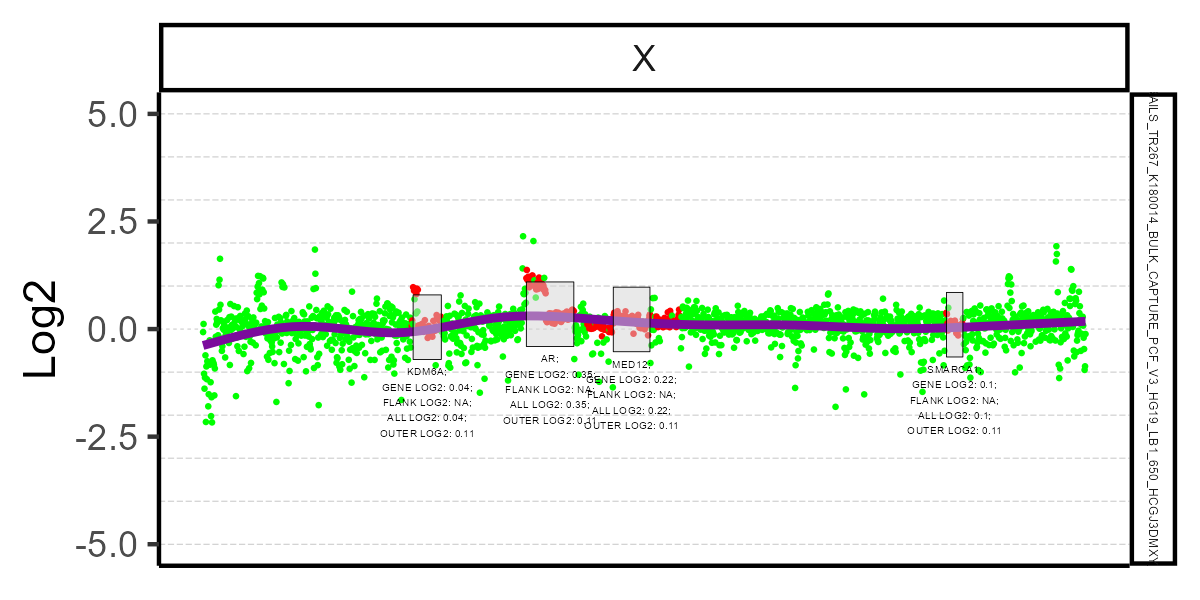 X
5.0
2.5
0.0
-2.5
-5.0
Log2
KDM6A;
GENE LOG2: 0.04;
FLANK LOG2: NA;
ALL LOG2: 0.04;
OUTER LOG2: 0.11
AR;
GENE LOG2: 0.35;
FLANK LOG2: NA;
ALL LOG2: 0.35;
OUTER LOG2: 0.11
MED12;
GENE LOG2: 0.22;
FLANK LOG2: NA;
ALL LOG2: 0.22;
OUTER LOG2: 0.11
SMARCA1;
GENE LOG2: 0.1;
FLANK LOG2: NA;
ALL LOG2: 0.1;
OUTER LOG2: 0.11
AILS_TR267_K180014_BULK_CAPTURE_PCF_V3_HG19_LB1_650_HCGJ3DMXY